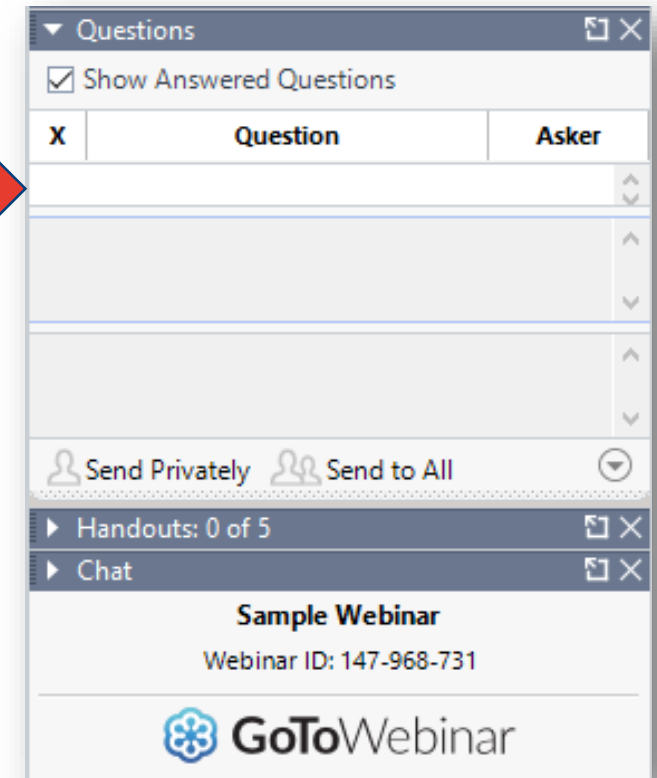 Questions
Show Answered Questions
X Question Asker
Send Privately Send to All
Handouts: 0 of 5
Chat
Sample Webinar
Webinar ID: 147-968-731
GoToWebinar